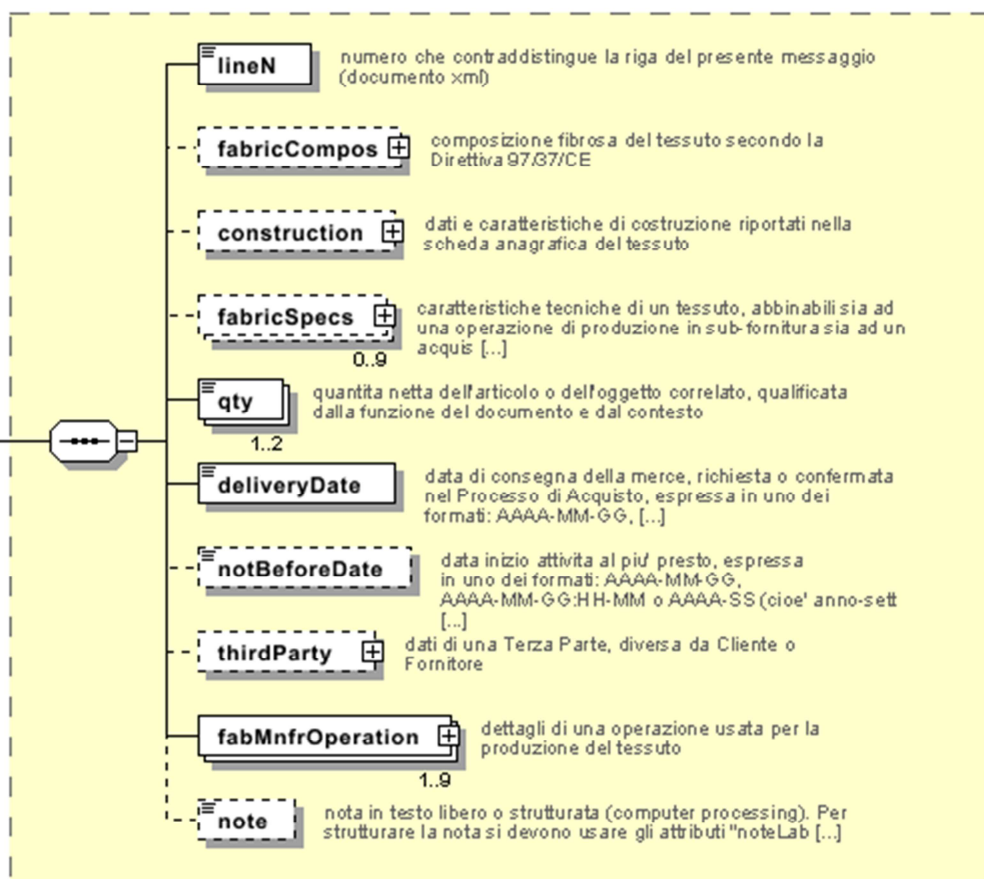 lineN
numero che contraddistingue la riga del presente messaggio
(documento xml)
fabricCompos
composizione fibrosa del tessuto secondo la
Direttiva 97/37/CE
construction
dati e caratteristiche di costruzione riportati nella
scheda anagrafica del tessuto
fabricSpecs
caratteristiche tecniche di un tessuto, abbinabili sia ad
una operazione di produzione in sub-fornitura sia ad un
acquis [...]
0..9
qty
quantita netta dell'articolo o dell'oggetto correlato, qualificata
dalla funzione del documento e dal contesto
1..2
deliveryDate
data di consegna della merce, richiesta o confermata
nel Processo di Acquisto, espressa in uno dei
formati: AAAA-MM-GG, [...]
notBeforeDate
data inizio attivita al piu' presto, espressa
in uno dei formati: AAAA-MM-GG,
AAAA-MM-GG:HH-MM o AAAA-SS (cioe' anno-sett
[...]
thirdParty
dati di una Terza Parte, diversa da Cliente o
Fornitore
fabMnfrOperation
dettagli di una operazione usata per la
produzione del tessuto
1..9
note
nota in testo libero o strutturata (computer processing). Per
strutturare la nota si devono usare gli attributi "noteLab [...]